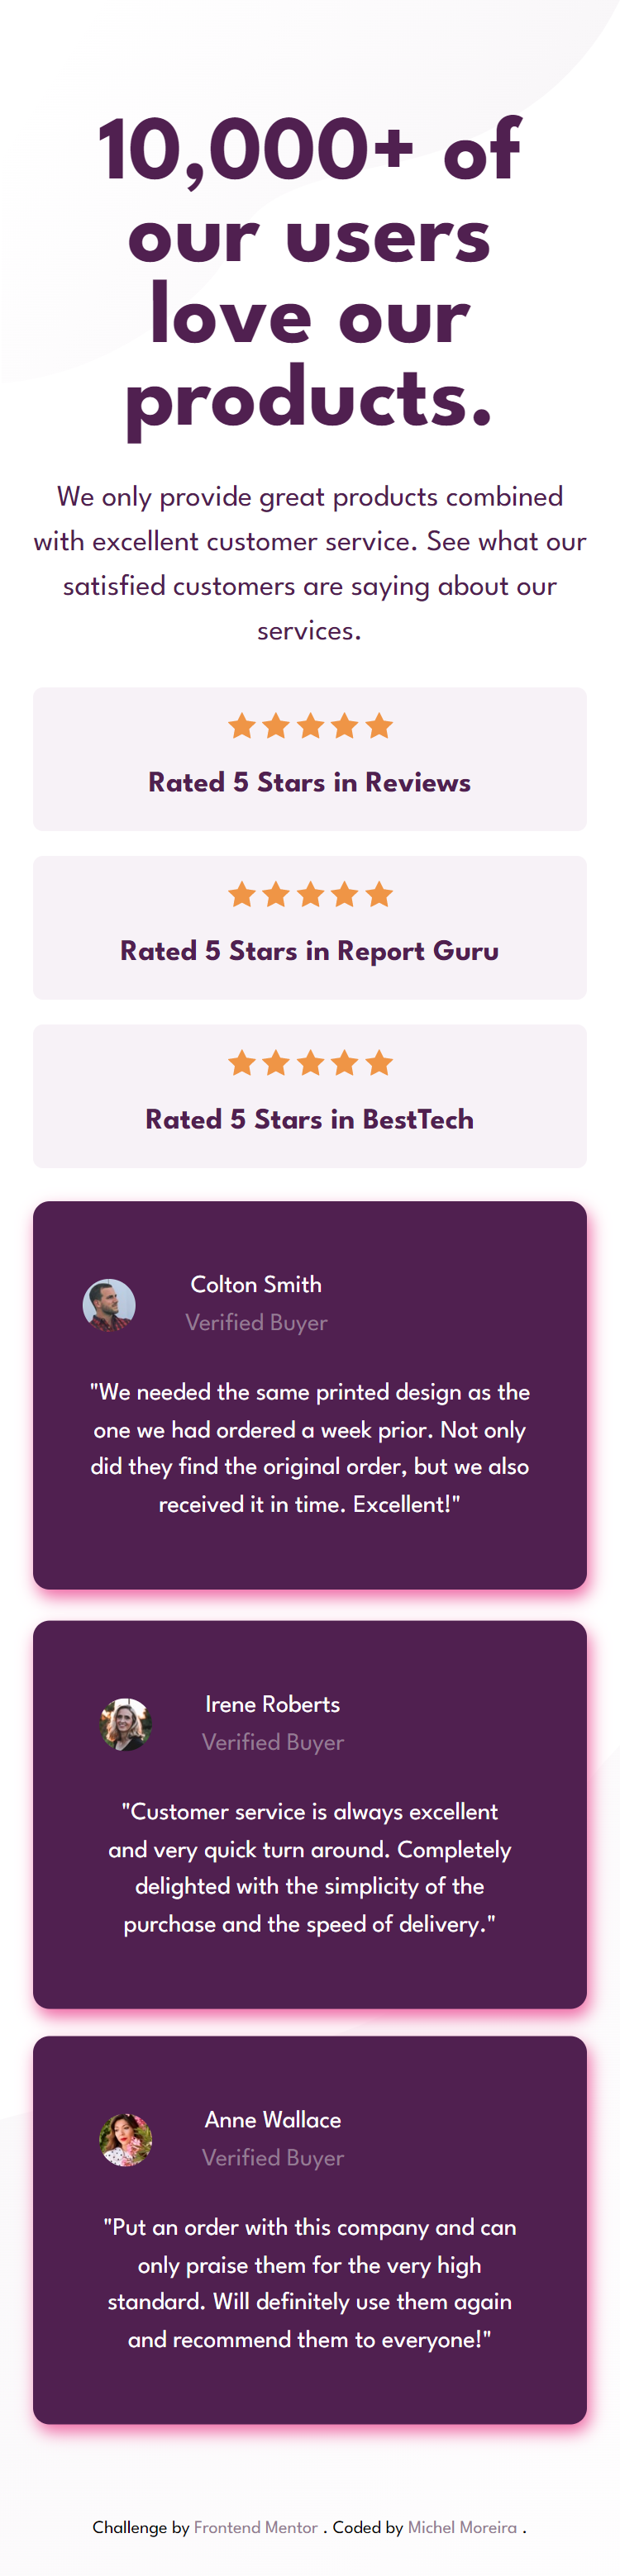 10,000+ of
our users
love our
products.
We only provide great products combined
with excellent customer service. See what our
satisfied customers are saying about our
services.
Rated 5 Stars in Reviews
Rated 5 Stars in Report Guru
Rated 5 Stars in BestTech
Colton Smith
Verified Buyer
"We needed the same printed design as the
one we had ordered a week prior. Not only
did they find the original order, but we also
received it in time. Excellent!"
Irene Roberts
Verified Buyer
"Customer service is always excellent
and very quick turn around. Completely
delighted with the simplicity of the
purchase and the speed of delivery."
Anne Wallace
Verified Buyer
"Put an order with this company and can
only praise them for the very high
standard. Will definitely use them again
and recommend them to everyone!"
Challenge by Frontend Mentor . Coded by Michel Moreira .